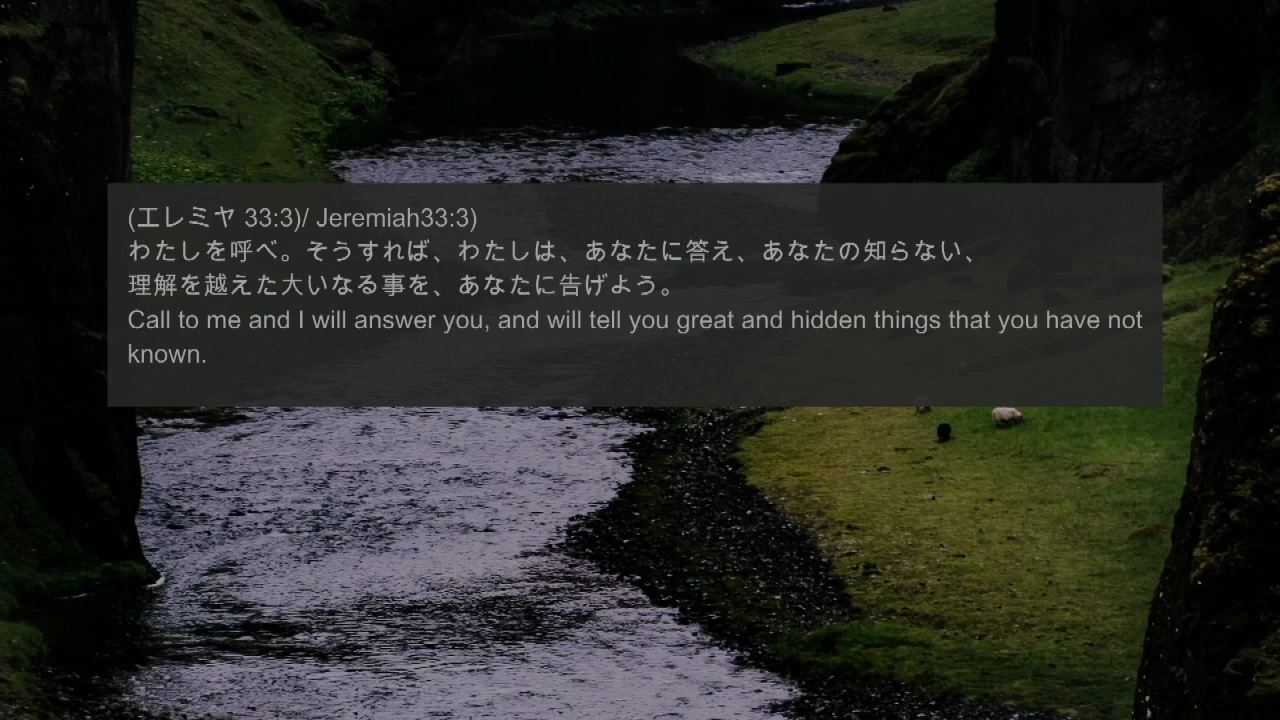 (エレミヤ 33:3)/ Jeremiah33:3)
わたしを呼べ。そうすれば、わたしは、あなたに答え、あなたの知らない、
理解を越えた大いなる事を、あなたに告げよう。
Call to me and I will answer you, and will tell you great and hidden things that you have not
known.